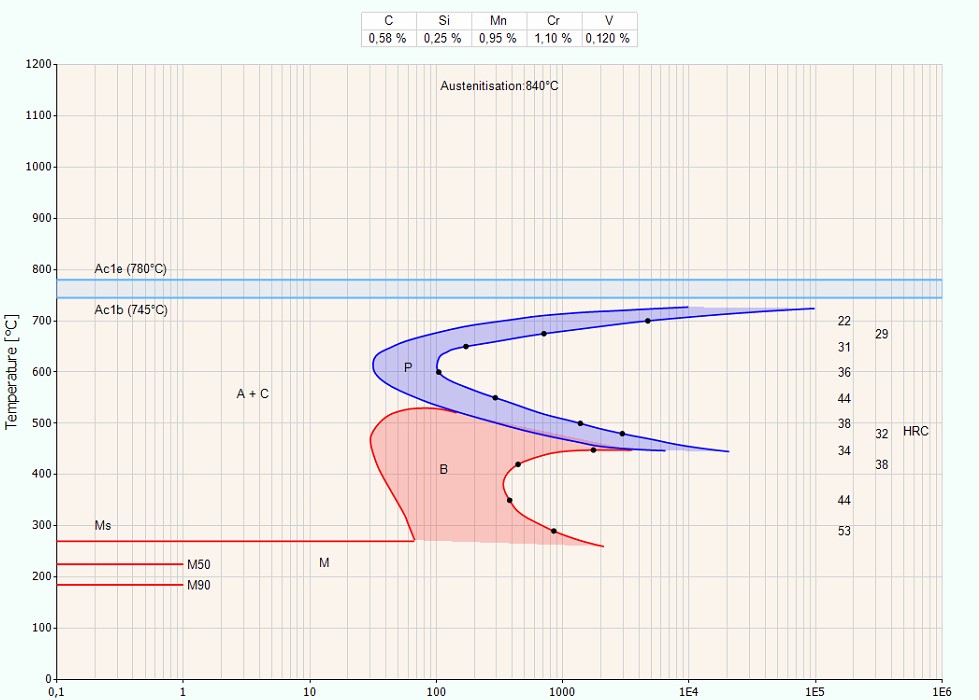 C Si Mn Cr V
0,58 % 0,25 % 0,95 % 1,10 % 0,120 %
1200
Austenitisation:840°C
1100
1000
900
800
Ac1e (780°C)
Ac1b (745°C)
700
22
29
31
600
P
36
A + C
44
Temperature [°C]
500
38
32
HRC
34
38
B
400
44
300
Ms
53
M50
M
M90
200
100
0
0,1 1 10 100 1000 1E4 1E5 1E6